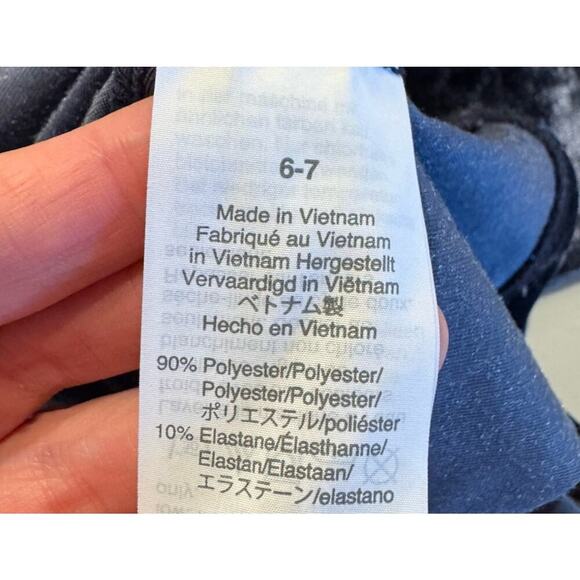 6-7
Made in Vietnam
Fabriqué au Vietnam
in Vietnam Hergestellt
Vervaardigd in Viêtnam
ベトナム製
Hecho en Vietnam
90% Polyester/Polyester/
Polyester/Polyester/
ポリエステル/poliéster
10% Elastane/Élasthanne/
Elastan/Elastaan/
エラステーン/elastano